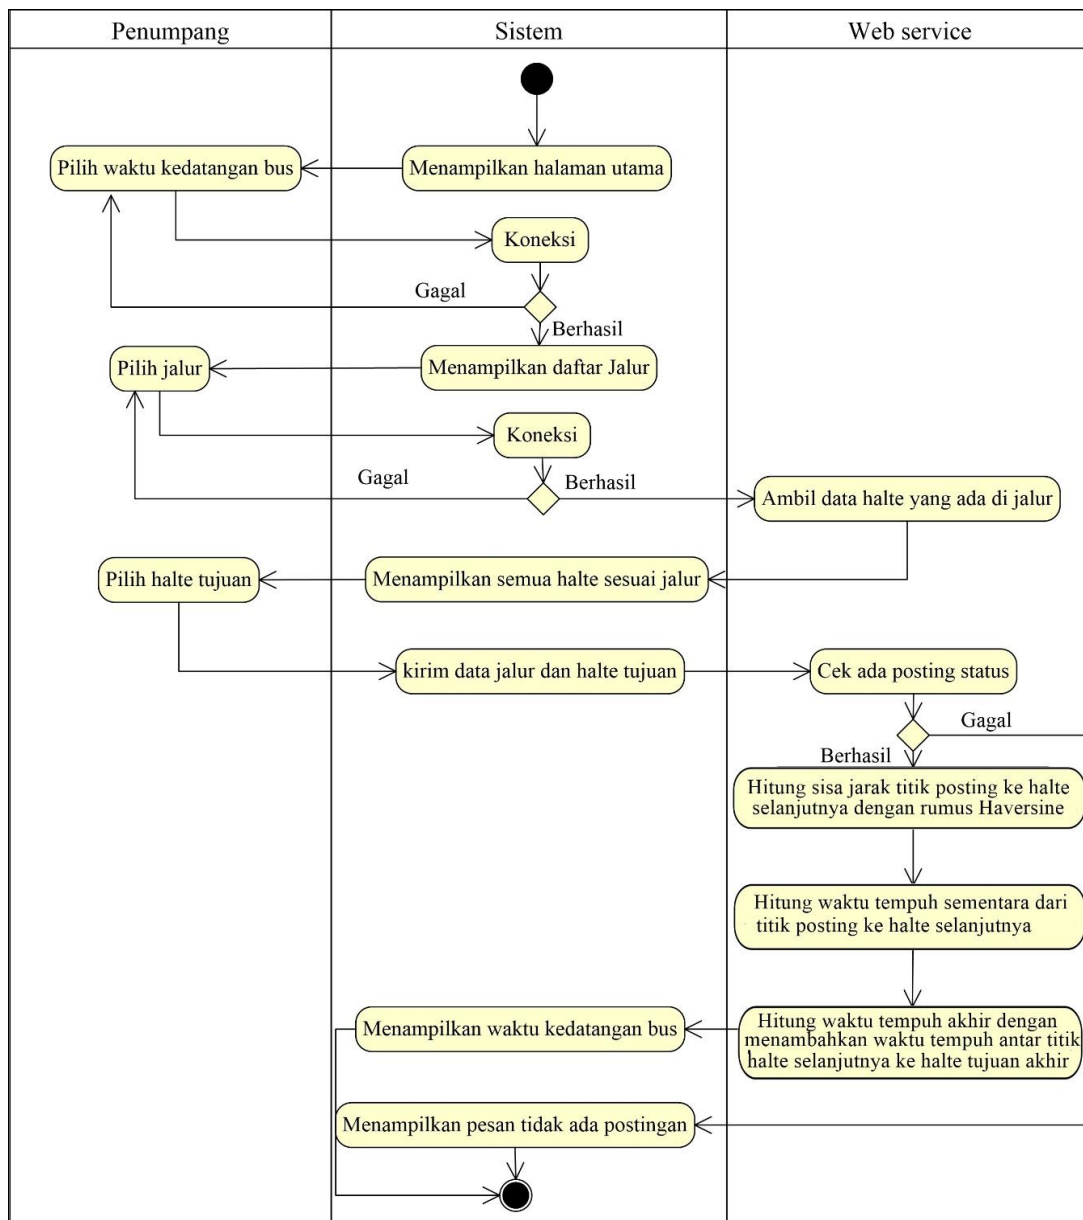 Penumpang
Sistem
Web service
Pilih waktu kedatangan bus
Menampilkan halaman utama
Koneksi
Gagal
Berhasil
Pilih jalur
Menampilkan daftar Jalur
Koneksi
Gagal
Berhasil
Ambil data halte yang ada di jalur
Pilih halte tujuan
Menampilkan semua halte sesuai jalur
kirim data jalur dan halte tujuan
Cek ada posting status
Gagal
Berhasil
Hitung sisa jarak titik posting ke halte
selanjutnya dengan rumus Haversine
Hitung waktu tempuh sementara dari
titik posting ke halte selanjutnya
Menampilkan waktu kedatangan bus
Hitung waktu tempuh akhir dengan
menambahkan waktu tempuh antar titik
halte selanjutnya ke halte tujuan akhir
Menampilkan pesan tidak ada postingan